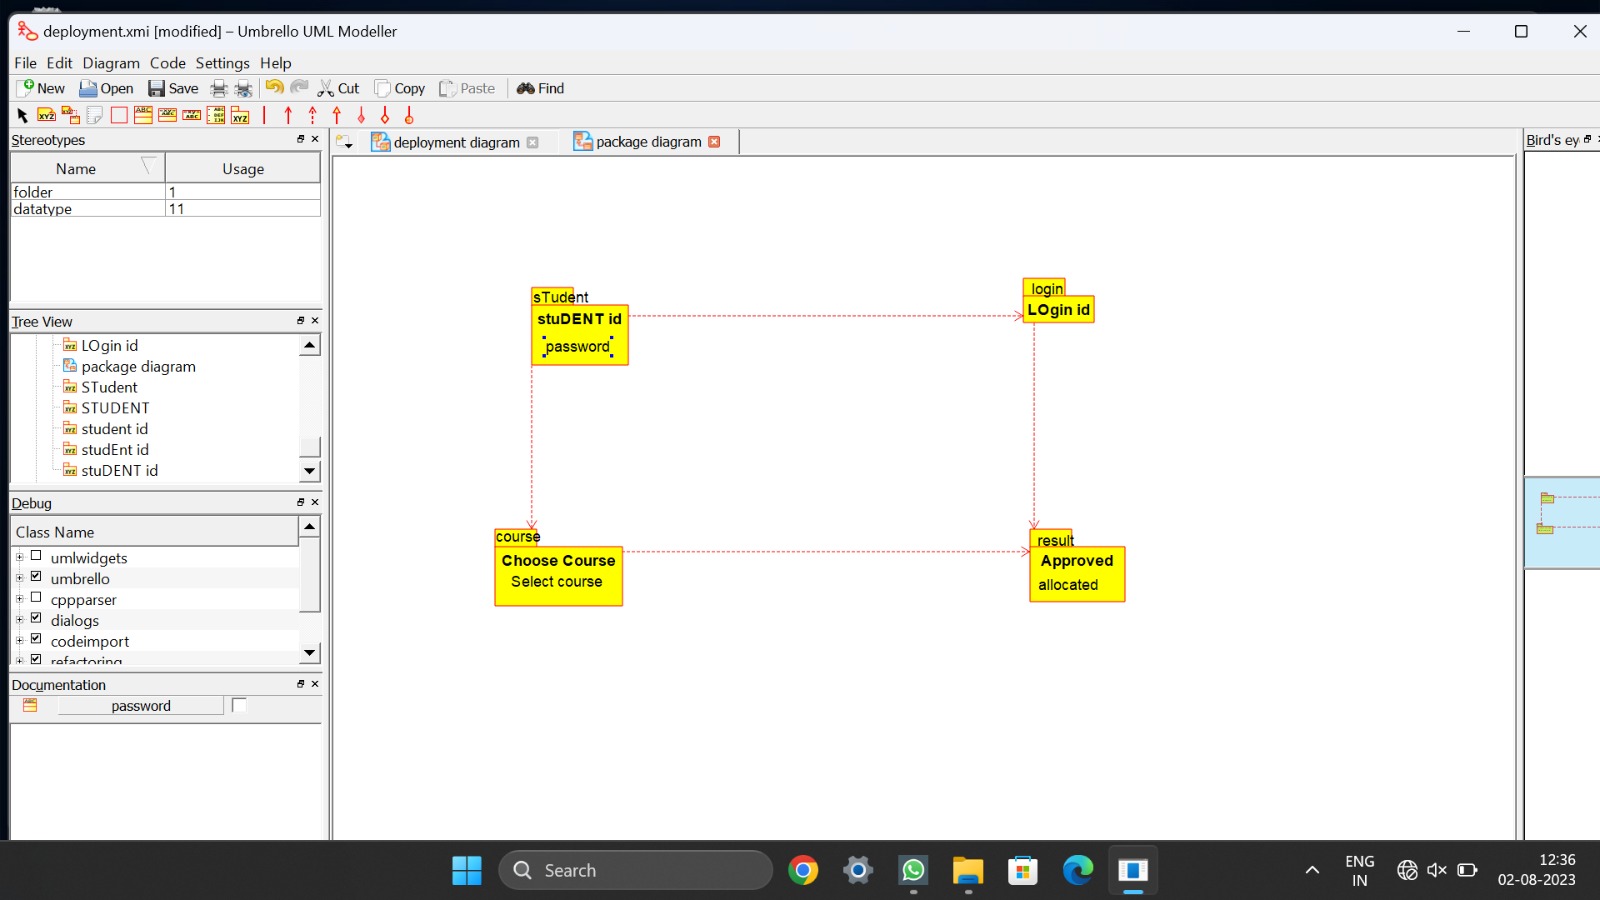 deployment.xmi [modified] – Umbrello UML Modeller
File Edit Diagram Code Settings Help
New Open Save Cut Copy Paste Find
Stereotypes
Name Usage
folder 1
datatype 11
Tree View
LOgin id
package diagram
STudent
STUDENT
student id
studEnt id
stuDENT id
Debug
Class Name
umlwidgets
umbrello
cppparser
dialogs
codeimport
refactoring
Documentation
password
deployment diagram
package diagram
Bird's ey
sTudent
stuDENT id
password
login
LOgin id
course
Choose Course
Select course
result
Approved
allocated
Search
ENG
IN
12:36
02-08-2023